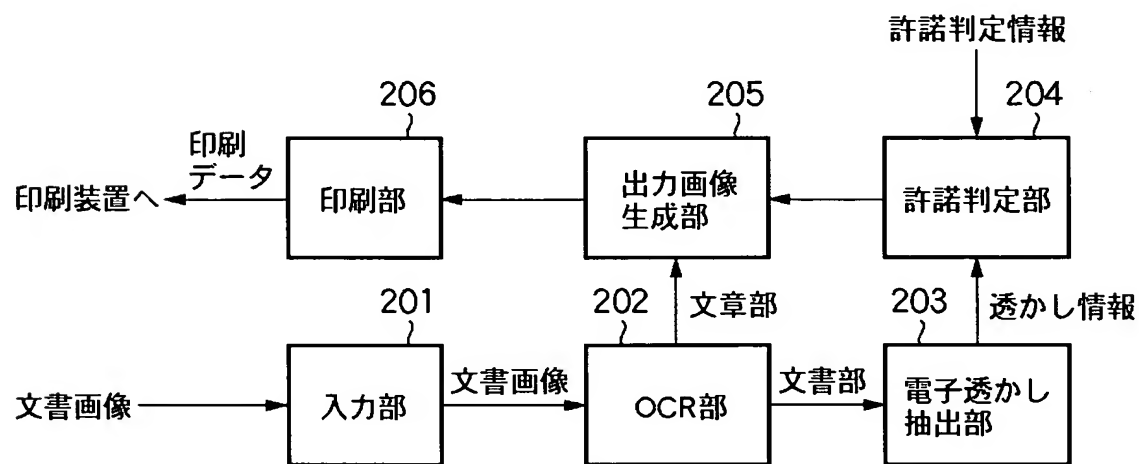 許諾判定情報
206
205
204
印刷
データ
印刷装置へ
印刷部
出力画像
生成部
許諾判定部
201
202
文章部
203
透かし情報
文書画像
入力部
文書画像
OCR部
文書部
電子透かし
抽出部